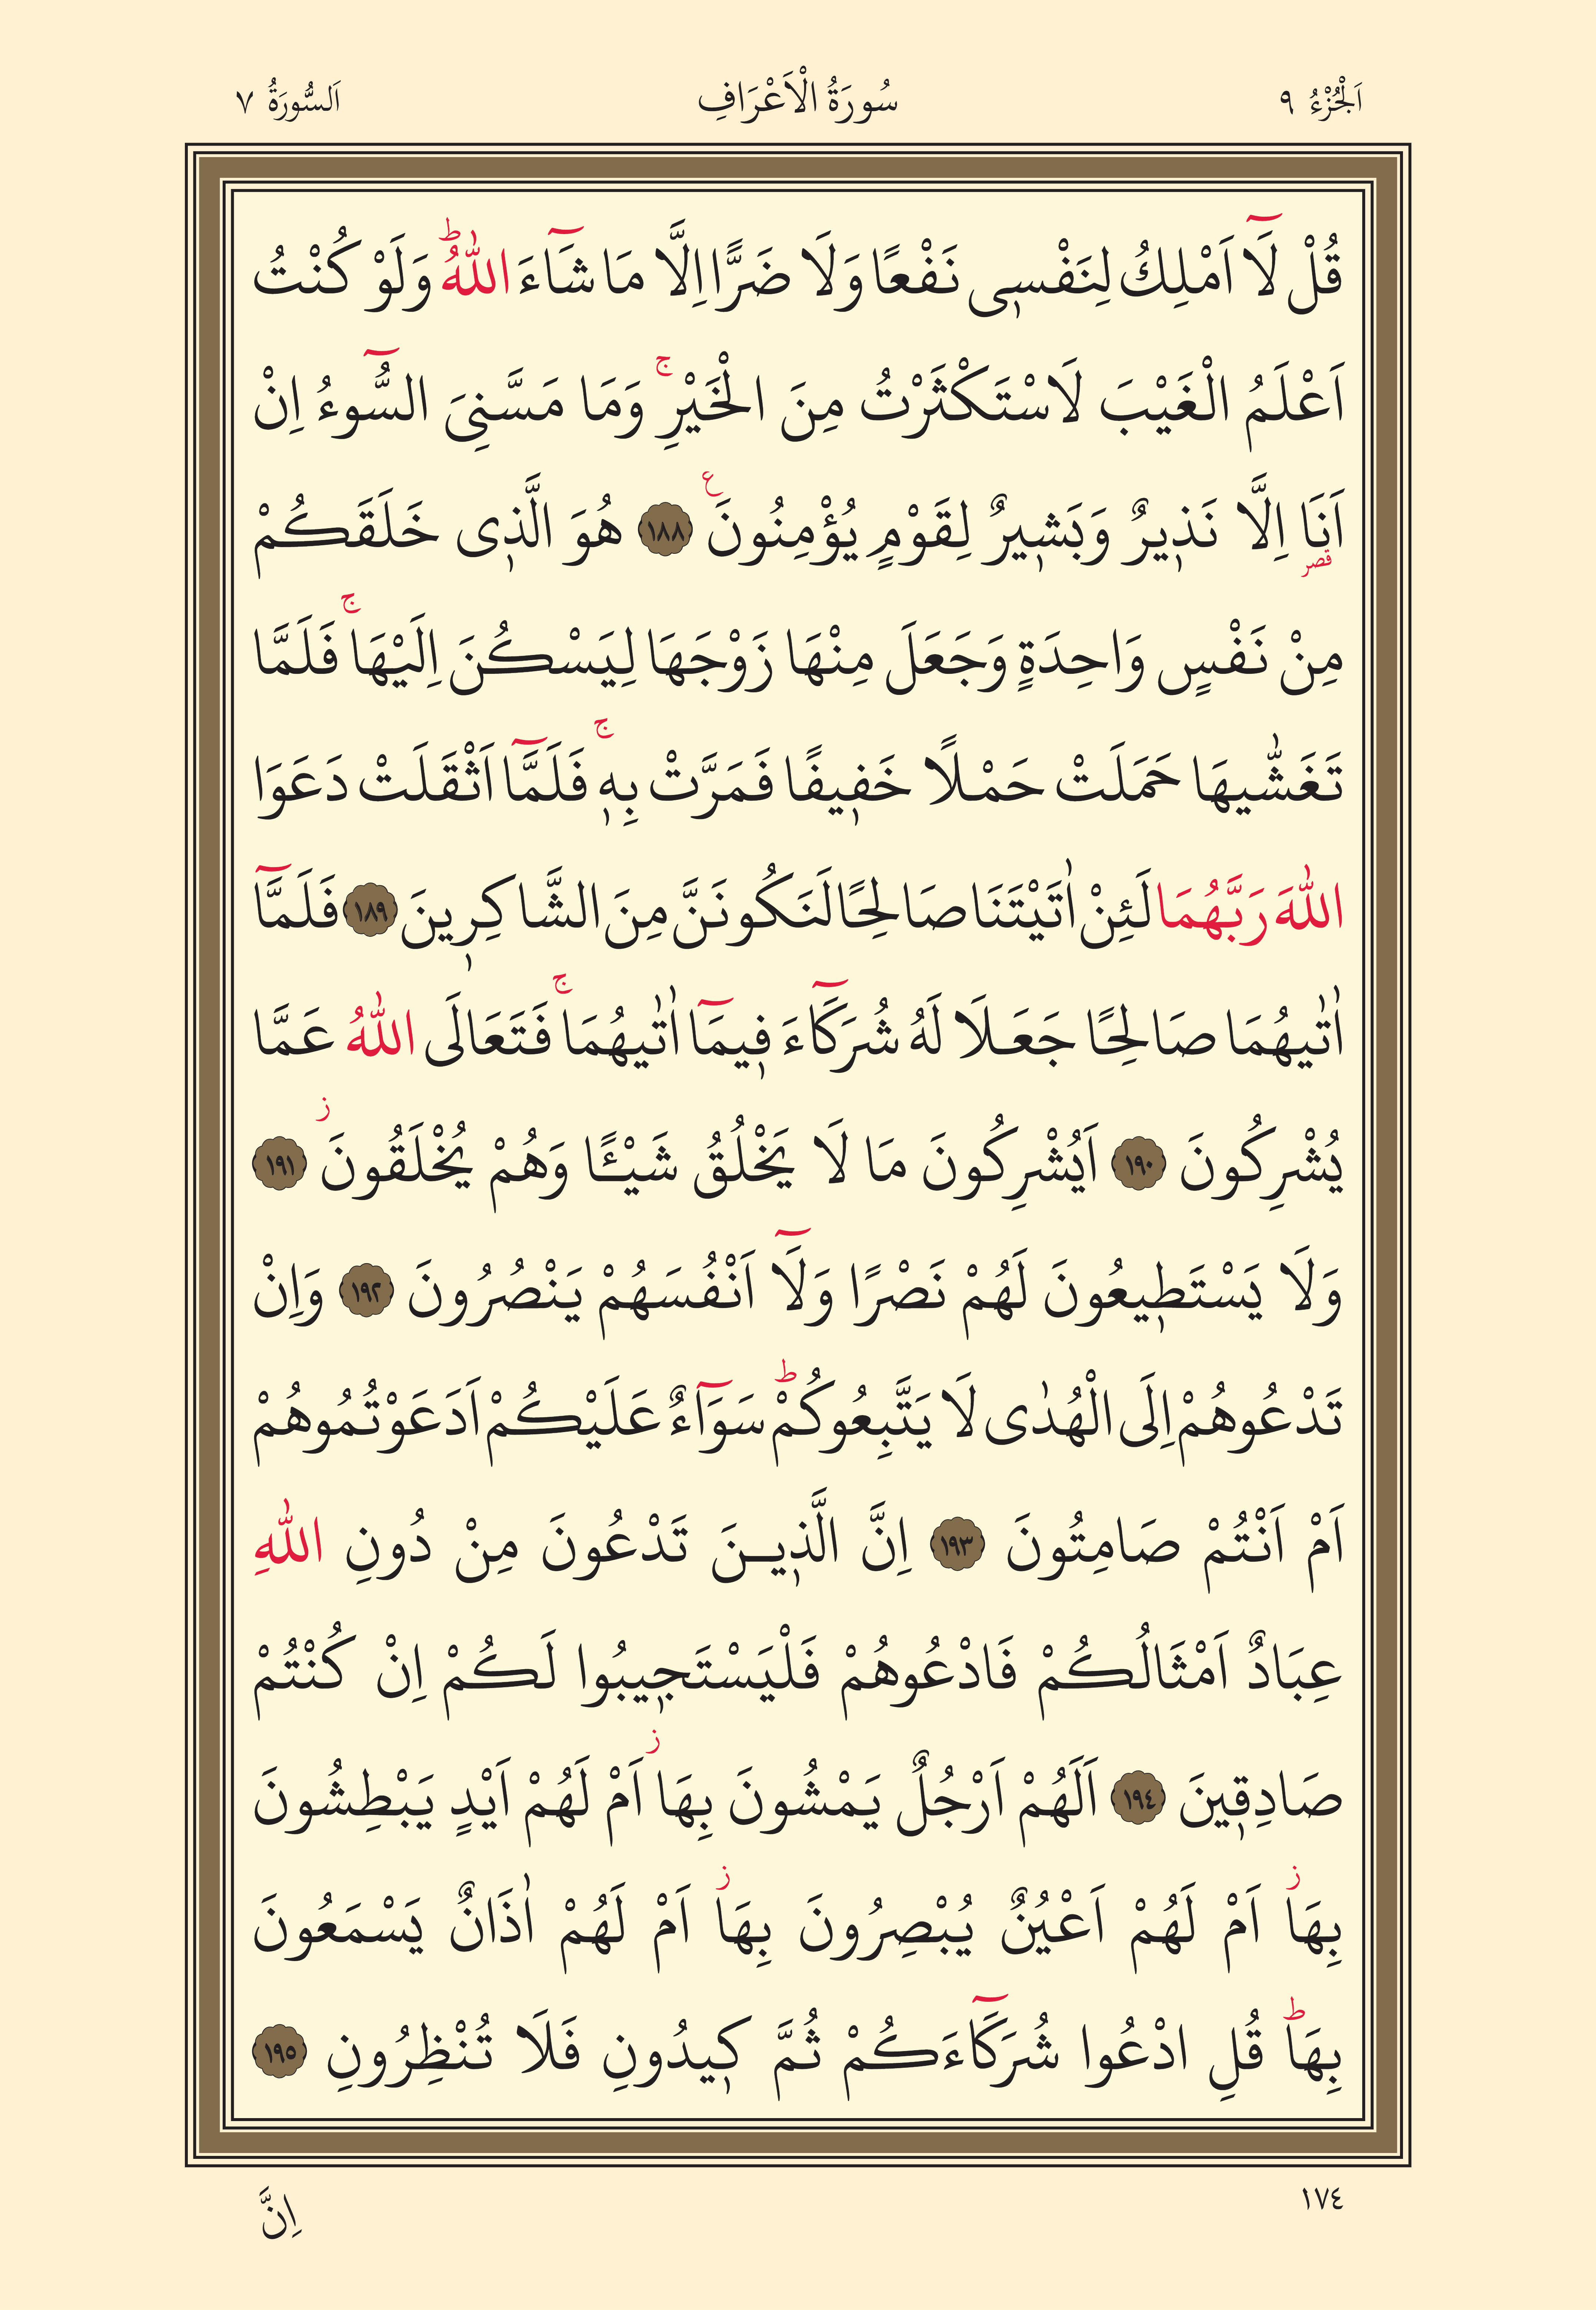 اَلْجُزْءُ ٩ سُورَةُ الْاَعْرَافِ اَلسُّورَةُ ٧
قُلْ لَٓا اَمْلِكُ لِنَفْسٖى نَفْعًا وَلَا ضَرًّا اِلَّا مَا شَٓاءَ اللّٰهُؕ وَلَوْ كُنْتُ
اَعْلَمُ الْغَيْبَ لَاسْتَكْثَرْتُ مِنَ الْخَيْرِۚ وَمَا مَسَّنِىَ السُّٓوءُ اِنْ
اَنَا۬ قصر اِلَّا نَذٖيرٌ وَبَشٖيرٌ لِقَوْمٍ يُؤْمِنُونَ ع ١٨٨ هُوَ الَّذٖى خَلَقَكُمْ
مِنْ نَفْسٍ وَاحِدَةٍ وَجَعَلَ مِنْهَا زَوْجَهَا لِيَسْكُنَ اِلَيْهَاۚ فَلَمَّا
تَغَشّٰيهَا حَمَلَتْ حَمْلًا خَفٖيفًا فَمَرَّتْ بِهٖۚ فَلَمَّٓا اَثْقَلَتْ دَعَوَا
اللّٰهَ رَبَّهُمَا لَئِنْ اٰتَيْتَنَا صَالِحًا لَنَكُونَنَّ مِنَ الشَّاكِرٖينَ ١٨٩ فَلَمَّٓا
اٰتٰيهُمَا صَالِحًا جَعَلَا لَهُ شُرَكَٓاءَ فٖيمَٓا اٰتٰيهُمَاۚ فَتَعَالَى اللّٰهُ عَمَّا
يُشْرِكُونَ ١٩٠ اَيُشْرِكُونَ مَا لَا يَخْلُقُ شَيْـًٔا وَهُمْ يُخْلَقُونَ ز ١٩١
وَلَا يَسْتَطٖيعُونَ لَهُمْ نَصْرًا وَلَٓا اَنْفُسَهُمْ يَنْصُرُونَ ١٩٢ وَاِنْ
تَدْعُوهُمْ اِلَى الْهُدٰى لَا يَتَّبِعُوكُمْؕ سَوَٓاءٌ عَلَيْكُمْ اَدَعَوْتُمُوهُمْ
اَمْ اَنْتُمْ صَامِتُونَ ١٩٣ اِنَّ الَّذٖينَ تَدْعُونَ مِنْ دُونِ اللّٰهِ
عِبَادٌ اَمْثَالُكُمْ فَادْعُوهُمْ فَلْيَسْتَجٖيبُوا لَكُمْ اِنْ كُنْتُمْ
صَادِقٖينَ ١٩٤ اَلَهُمْ اَرْجُلٌ يَمْشُونَ بِهَا ز اَمْ لَهُمْ اَيْدٍ يَبْطِشُونَ
بِهَا ز اَمْ لَهُمْ اَعْيُنٌ يُبْصِرُونَ بِهَا ز اَمْ لَهُمْ اٰذَانٌ يَسْمَعُونَ
بِهَاؕ قُلِ ادْعُوا شُرَكَٓاءَكُمْ ثُمَّ كٖيدُونِ فَلَا تُنْظِرُونِ ١٩٥
١٧٤ اِنَّ